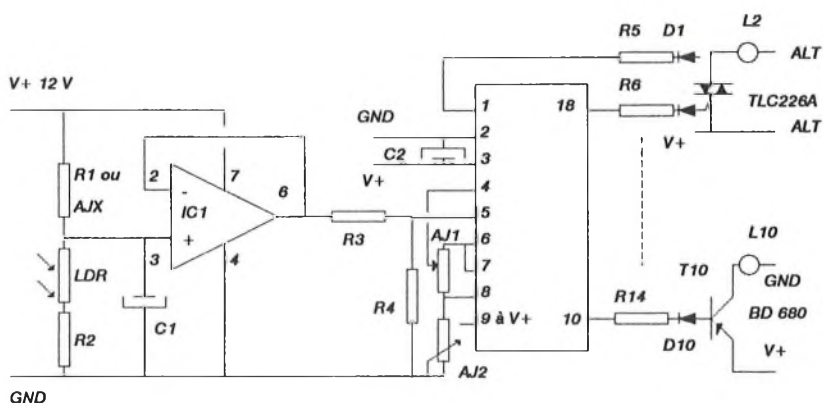 L2
R5 D1
ALT
V+ 12 V
R6
TLC226A
1 18
GND
2
V+
ALT
C2
3
R1 ou
AJX
2 7
6
V+
4
-
IC1
5
+
R3
AJ1
6
L10
LDR
3 4
7
T10
GND
R4
8
R14
C1
9 à V+ 10
BD 680
R2
D10
V+
AJ2
GND